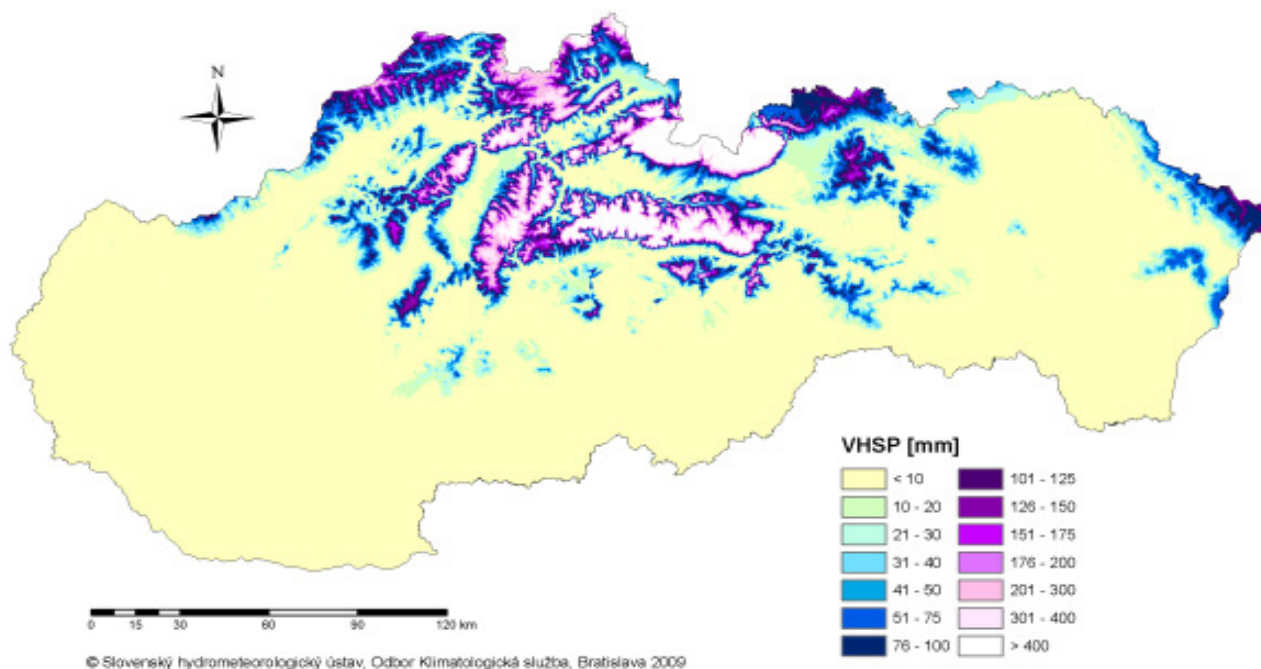 N
VHSP [mm]
< 10
10 - 20
21 - 30
31 - 40
41 - 50
51 - 75
76 - 100
101 - 125
126 - 150
151 - 175
176 - 200
201 - 300
301 - 400
> 400
0 15 30 60 90 120 km
© Slovenský hydrometeorologický ústav, Odbor Klimatologická služba, Bratislava 2009